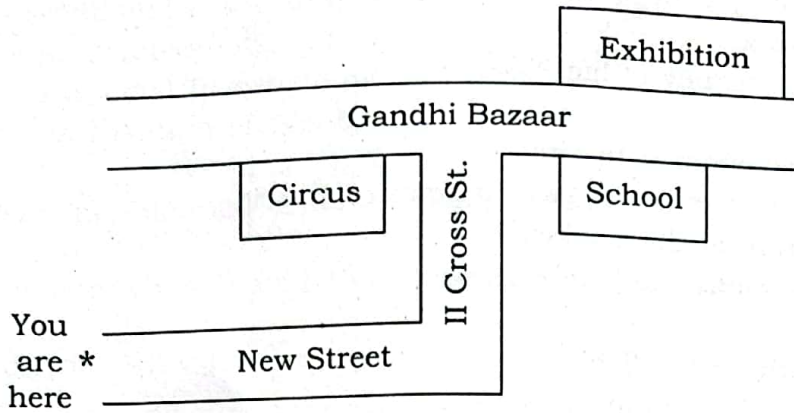 Exhibition
Gandhi Bazaar
Circus
II Cross St.
School
You
are *
here
New Street